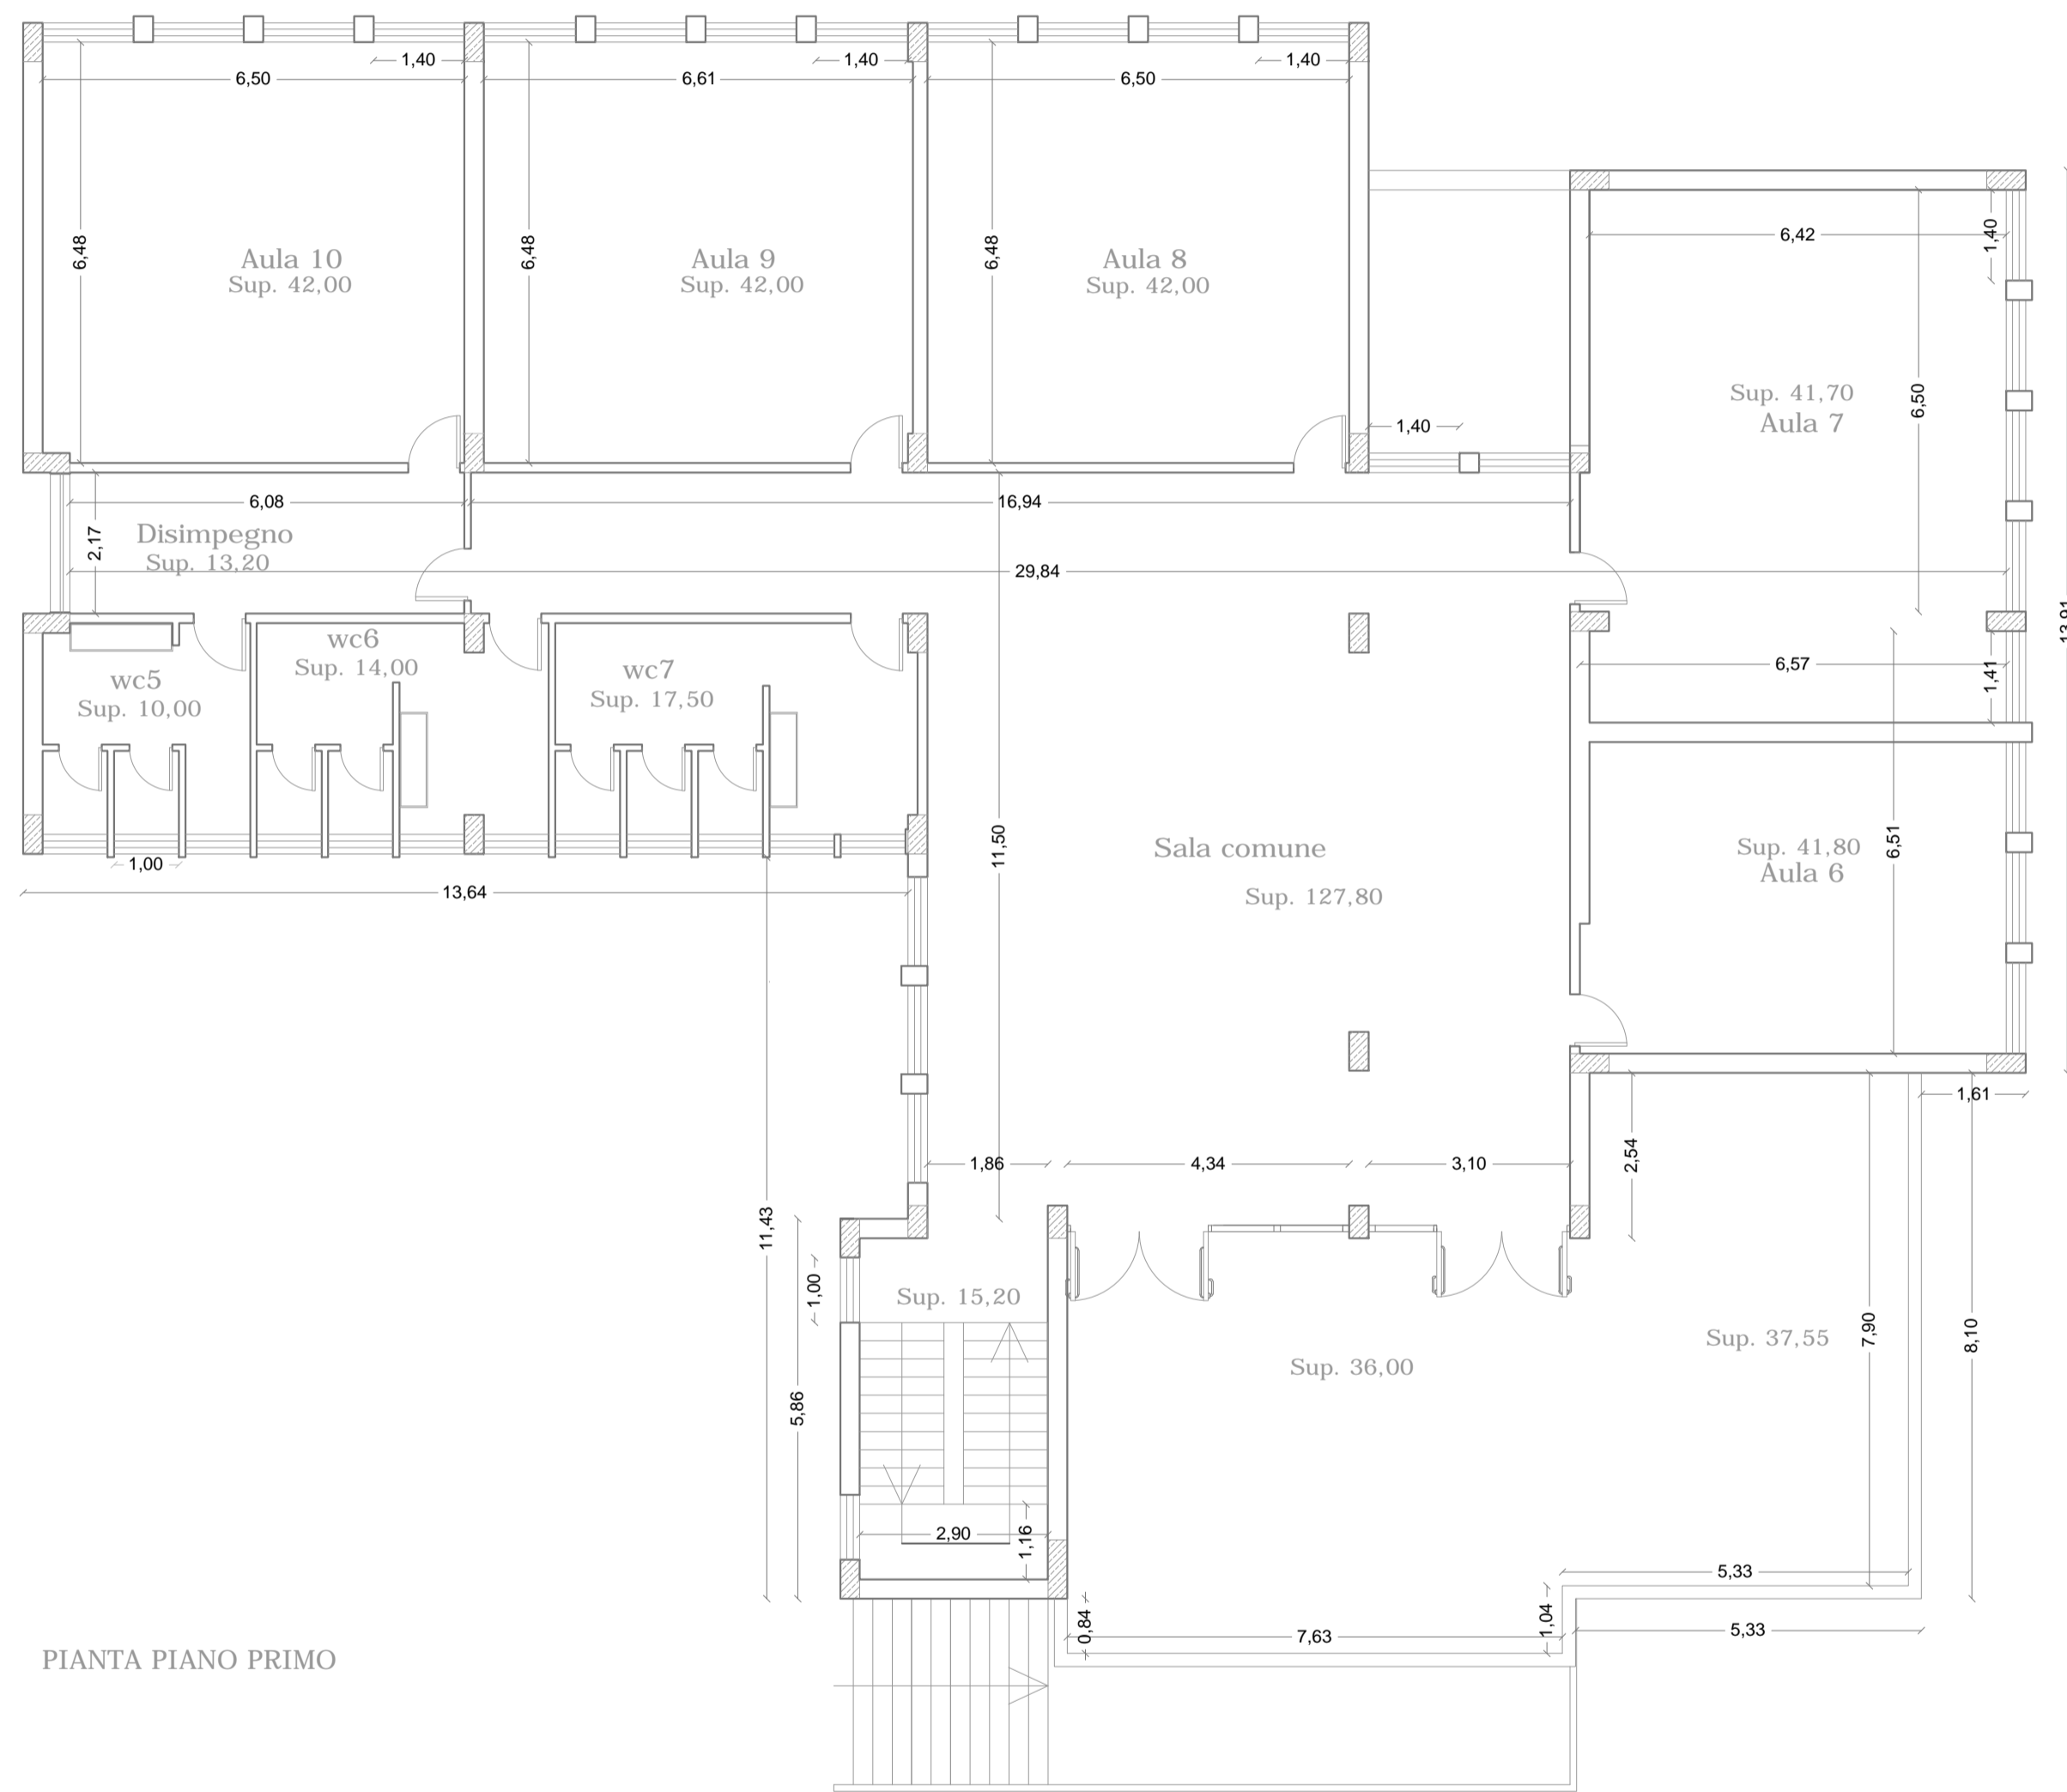 1,40
1,40
1,40
6,50
6,61
6,50
6,48
6,48
6,48
Aula 10
Sup. 42,00
Aula 9
Sup. 42,00
Aula 8
Sup. 42,00
6,42
1,40
Sup. 41,70
Aula 7
6,50
1,40
6,08
16,94
2,17
Disimpegno
Sup. 13,20
29,84
13,91
wc5
Sup. 10,00
wc6
Sup. 14,00
wc7
Sup. 17,50
6,57
1,41
1,00
13,64
11,50
Sala comune
Sup. 127,80
Sup. 41,80
Aula 6
6,51
1,61
2,54
1,86
4,34
3,10
11,43
5,86
1,00
Sup. 15,20
Sup. 36,00
Sup. 37,55
7,90
8,10
2,90
1,16
5,33
0,84
7,63
1,04
5,33
PIANTA PIANO PRIMO